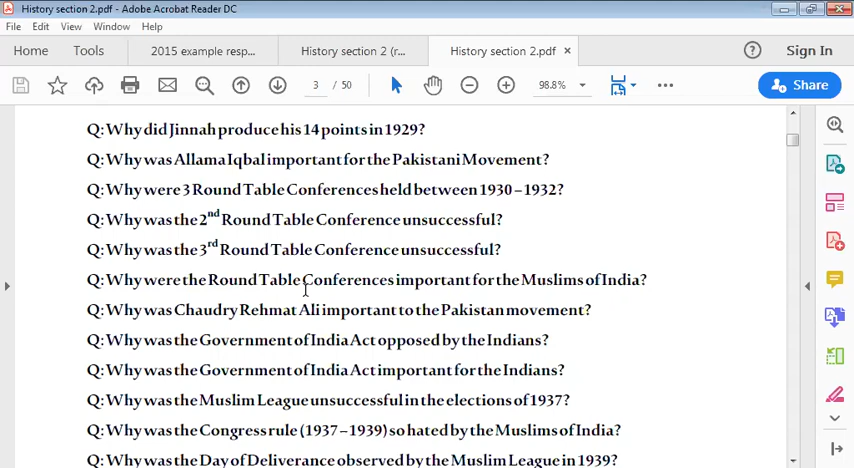 History section 2.pdf - Adobe Acrobat Reader DC
File Edit View Window Help
Home Tools 2015 example resp... History section 2 (r... History section 2.pdf × Sign In
3 / 50 98.8% Share
Q: Why did Jinnah produce his 14 points in 1929?
Q: Why was Allama Iqbal important for the Pakistani Movement?
Q: Why were 3 Round Table Conferences held between 1930 – 1932?
Q: Why was the 2nd Round Table Conference unsuccessful?
Q: Why was the 3rd Round Table Conference unsuccessful?
Q: Why were the Round Table Conferences important for the Muslims of India?
Q: Why was Chaudry Rehmat Ali important to the Pakistan movement?
Q: Why was the Government of India Act opposed by the Indians?
Q: Why was the Government of India Act important for the Indians?
Q: Why was the Muslim League unsuccessful in the elections of 1937?
Q: Why was the Congress rule (1937 – 1939) so hated by the Muslims of India?
Q: Why was the Day of Deliverance observed by the Muslim League in 1939?